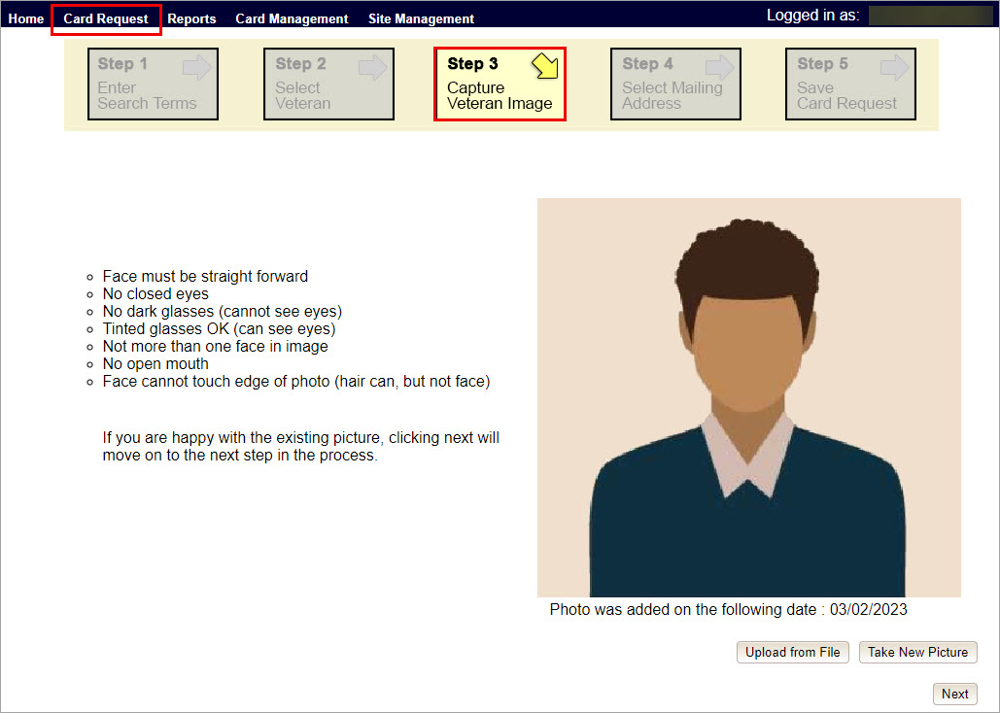 Home Card Request Reports Card Management Site Management Logged in as:
Step 1
Enter
Search Terms
Step 2
Select
Veteran
Step 3
Capture
Veteran Image
Step 4
Select Mailing
Address
Step 5
Save
Card Request
Face must be straight forward
No closed eyes
No dark glasses (cannot see eyes)
Tinted glasses OK (can see eyes)
Not more than one face in image
No open mouth
Face cannot touch edge of photo (hair can, but not face)
If you are happy with the existing picture, clicking next will
move on to the next step in the process.
Photo was added on the following date : 03/02/2023
Upload from File Take New Picture
Next